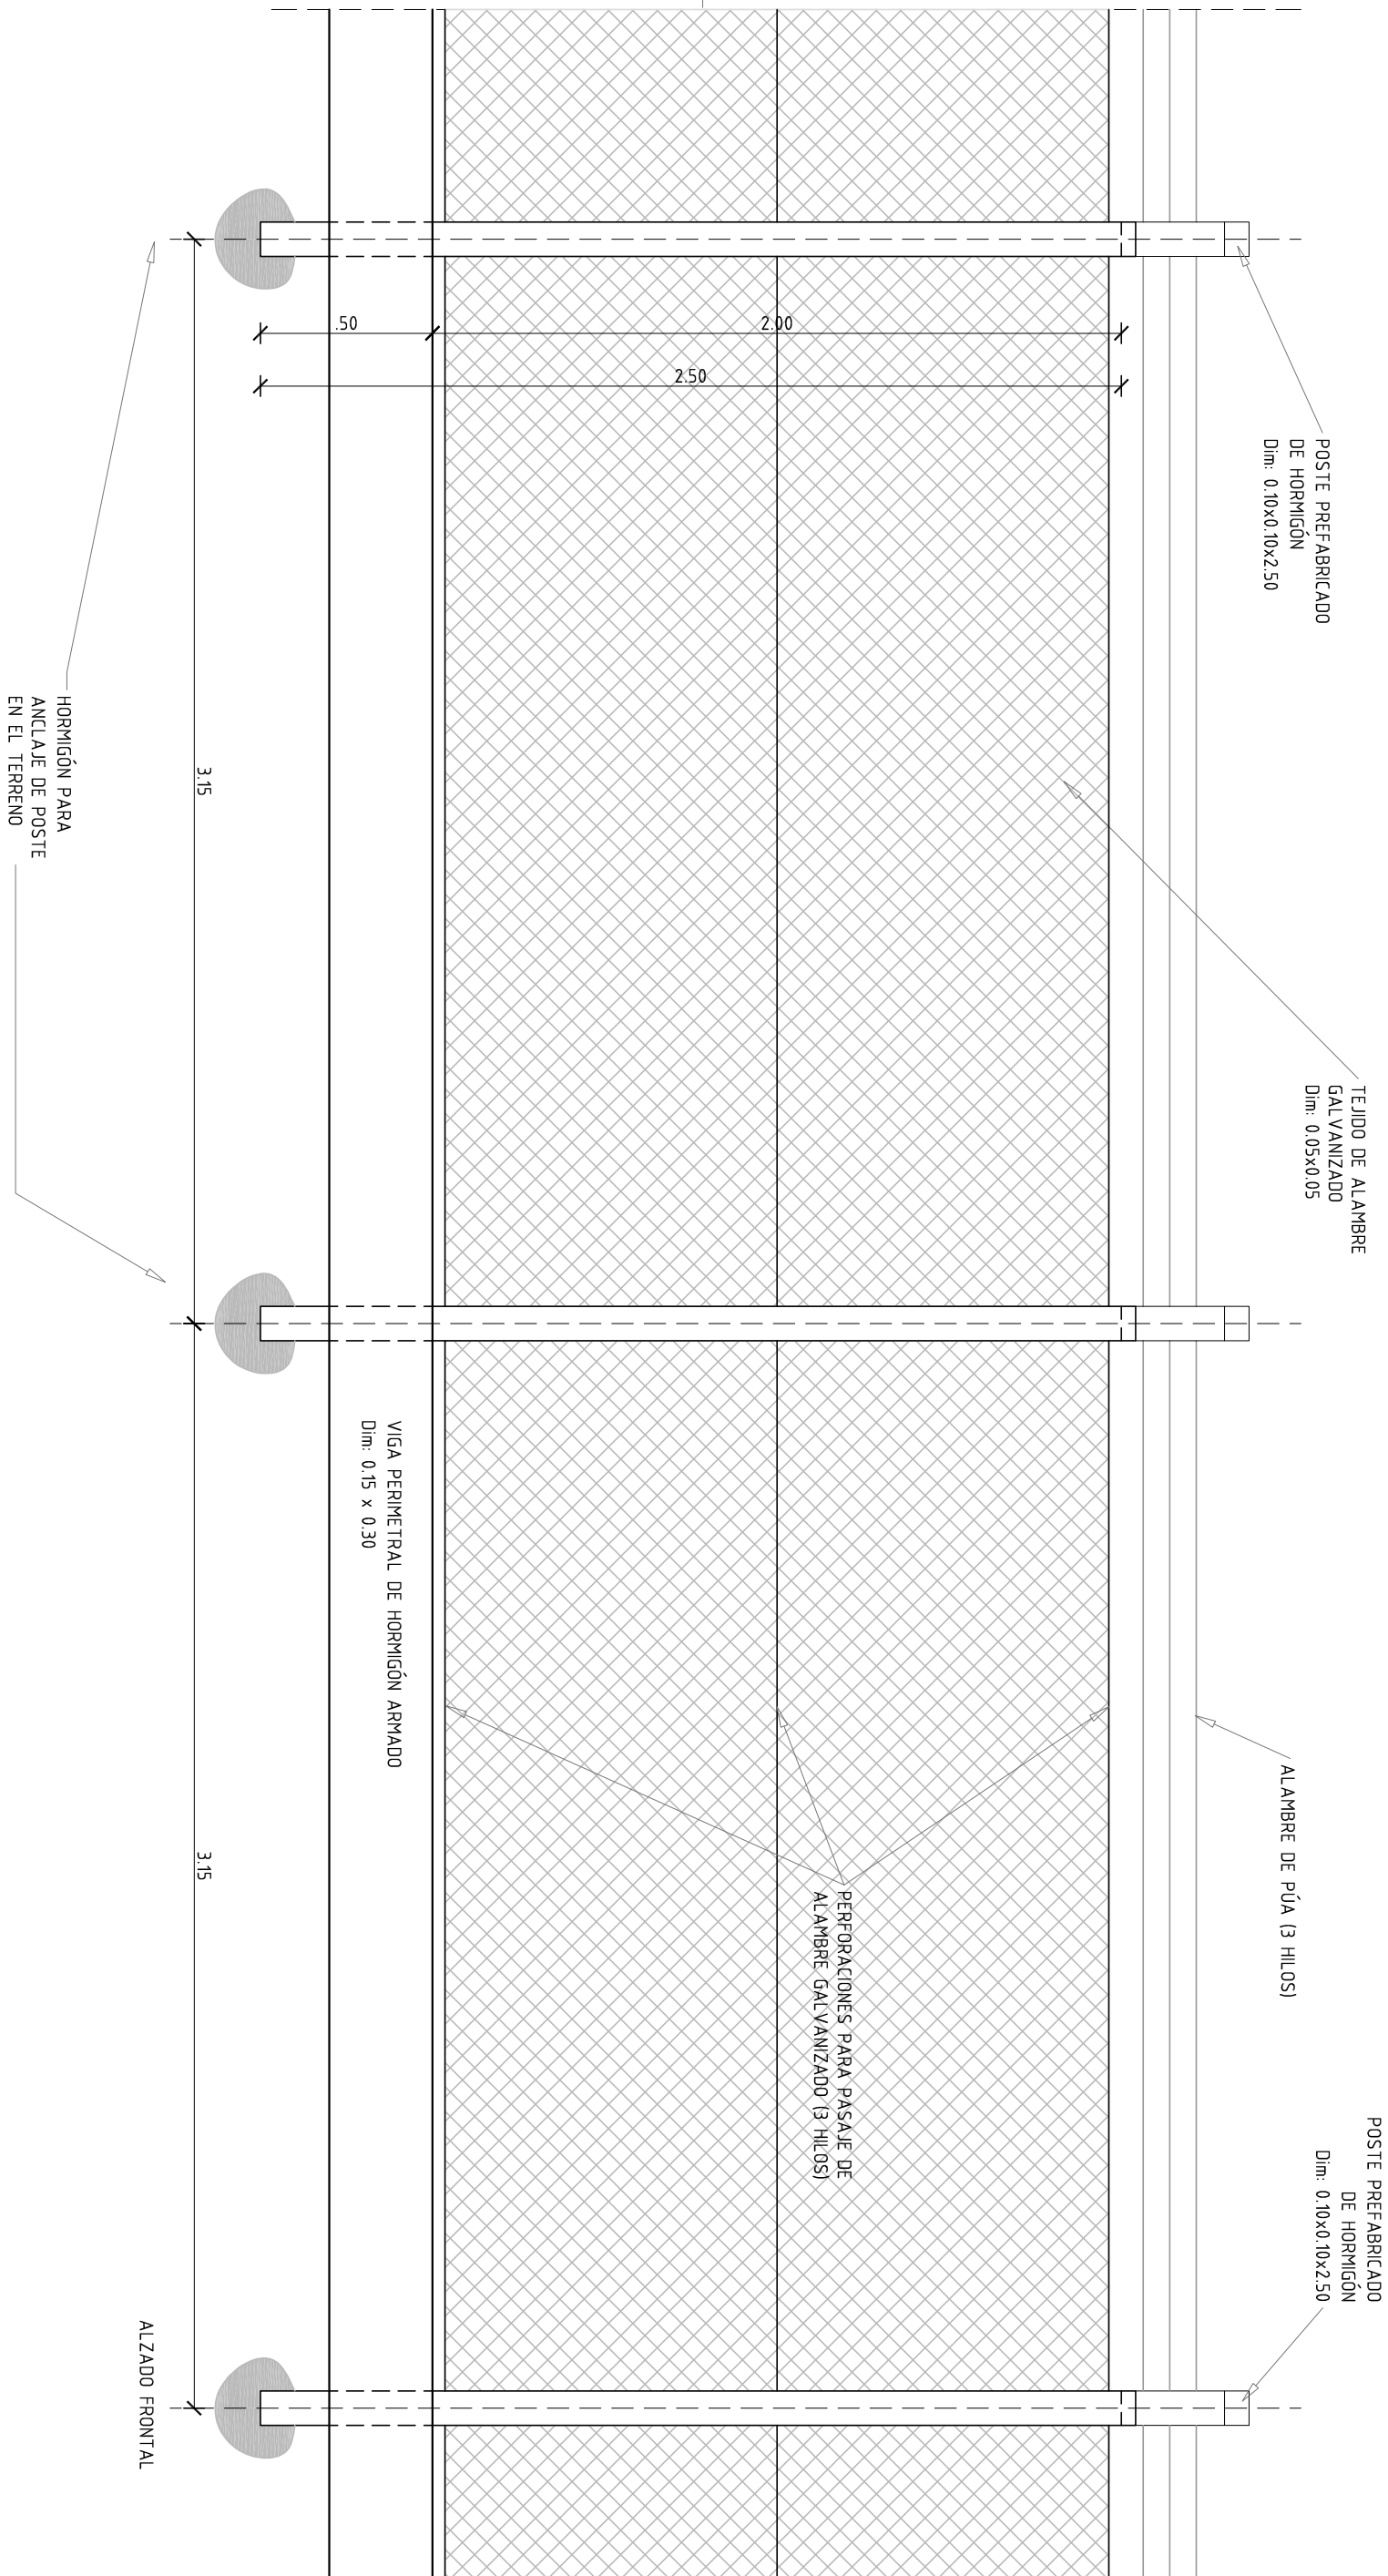 POSTE PREFABRICADO
DE HORMIGÓN
Dim: 0.10x0.10x2.50
TEJIDO DE ALAMBRE
GALVANIZADO
Dim: 0.05x0.05
ALAMBRE DE PÚA (3 HILOS)
POSTE PREFABRICADO
DE HORMIGÓN
Dim: 0.10x0.10x2.50
2.00
2.50
.50
PERFORACIONES PARA PASAJE DE
ALAMBRE GALVANIZADO (3 HILOS)
VIGA PERIMETRAL DE HORMIGÓN ARMADO
Dim: 0.15 x 0.30
3.15
3.15
HORMIGÓN PARA
ANCLAJE DE POSTE
EN EL TERRENO
ALZADO FRONTAL